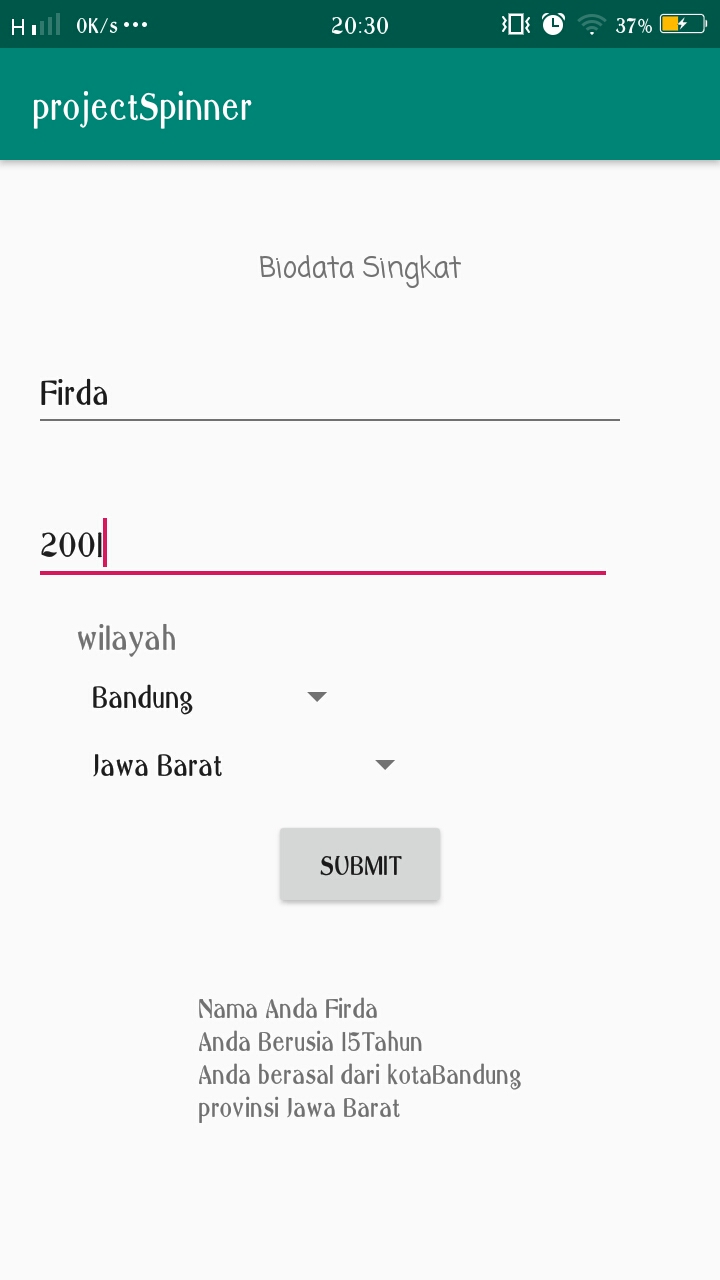 H 0K/s ••• 20:30 37%
projectSpinner
Biodata Singkat
Firda
2001
wilayah
Bandung
Jawa Barat
SUBMIT
Nama Anda Firda
Anda Berusia 15Tahun
Anda berasal dari kotaBandung
provinsi Jawa Barat